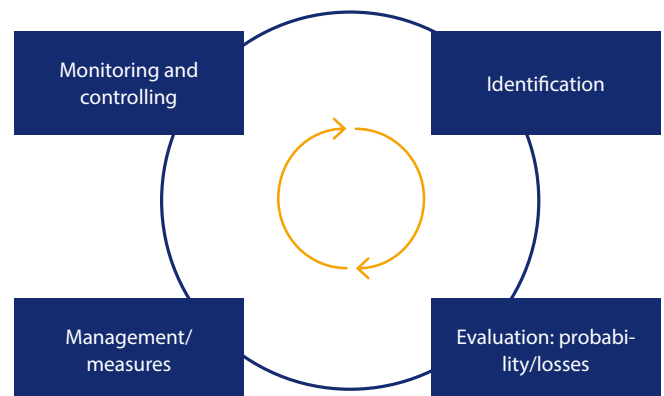 Monitoring and
controlling
Identification
Management/
measures
Evaluation: probabi-
lity/losses